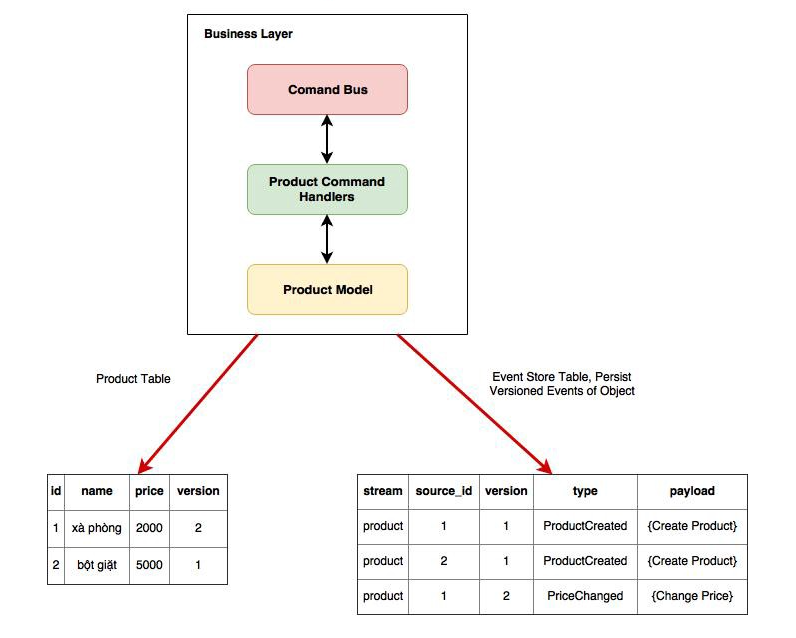 Business Layer
Comand Bus
Product Command
Handlers
Product Model
Product Table
Event Store Table, Persist
Versioned Events of Object
id name price version
1 xà phòng 2000 2
2 bột giặt 5000 1
stream source_id version type payload
product 1 1 ProductCreated {Create Product}
product 2 1 ProductCreated {Create Product}
product 1 2 PriceChanged {Change Price}